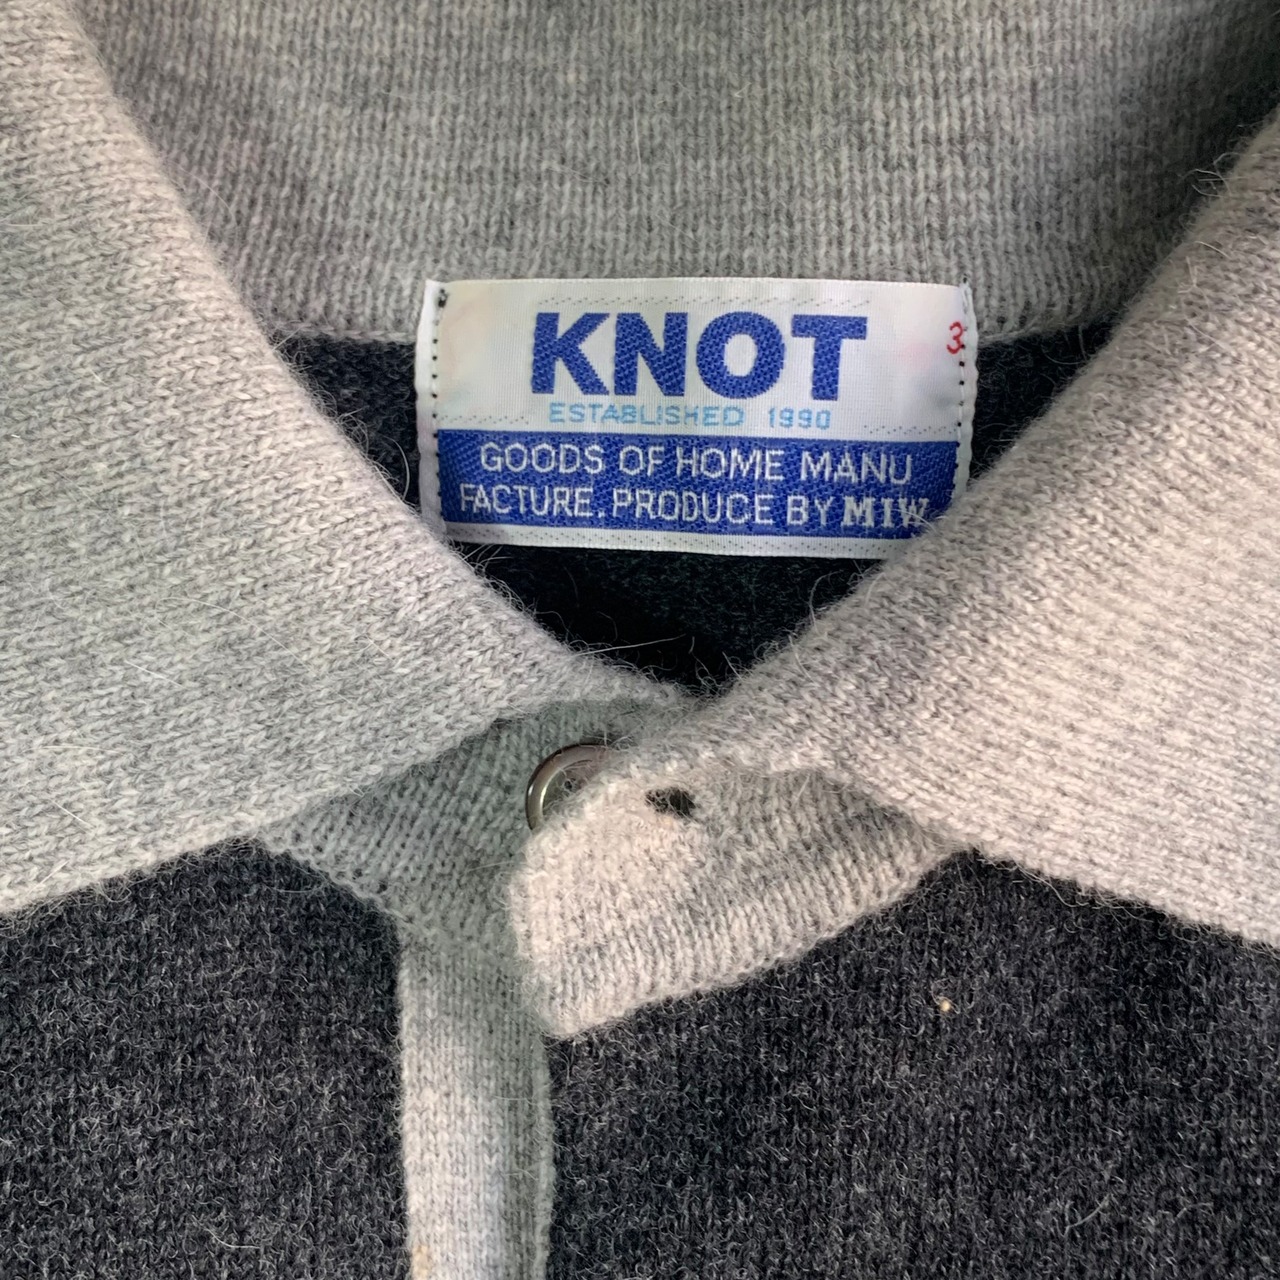 KNOT
3
ESTABLISHED 1990
GOODS OF HOME MANU
FACTURE. PRODUCE BY MIW